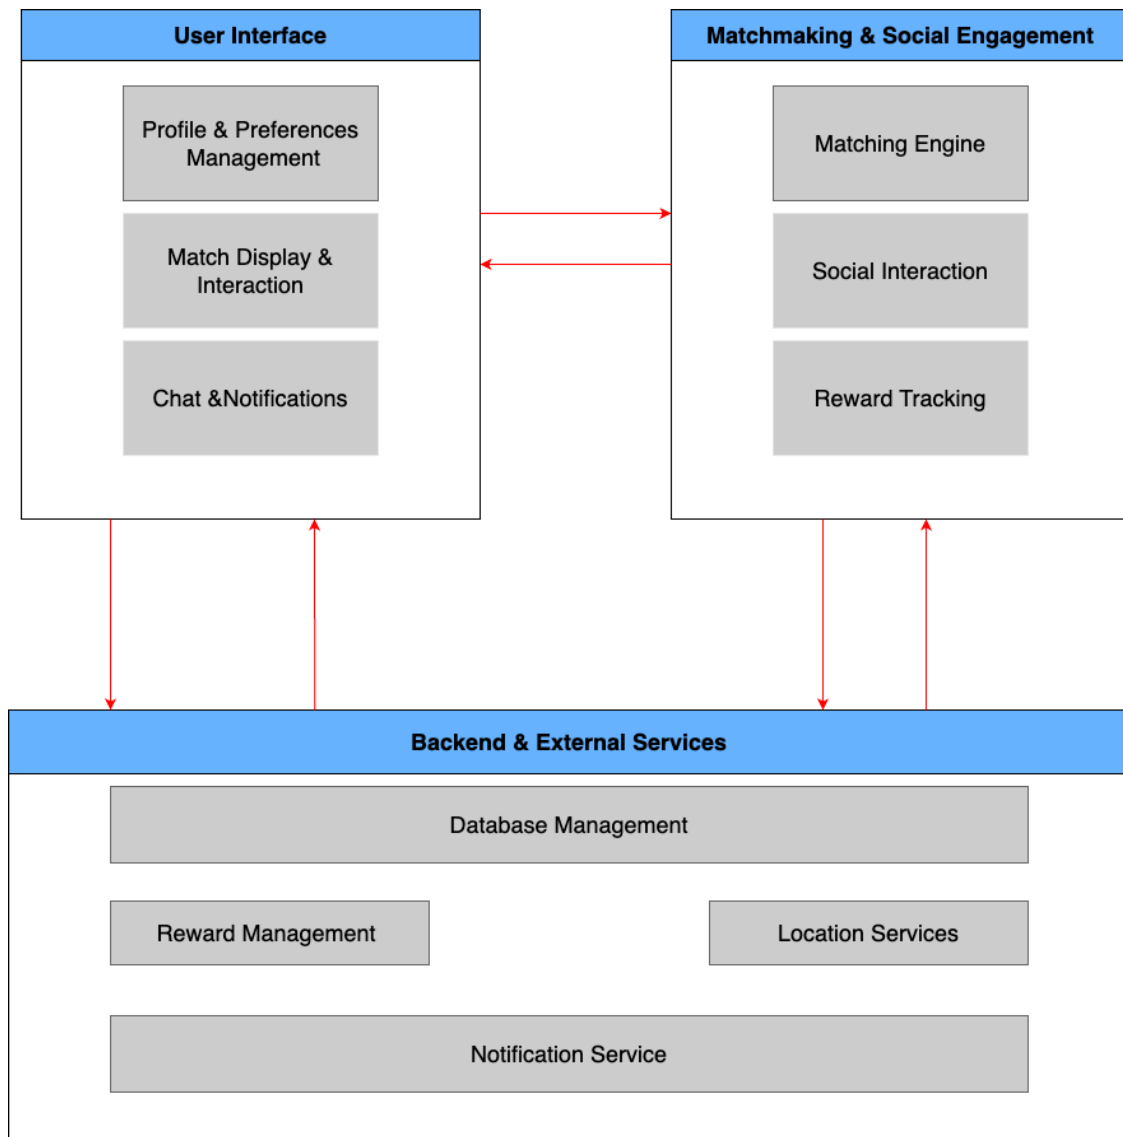 User Interface
Profile & Preferences
Management
Match Display &
Interaction
Chat &Notifications
Matchmaking & Social Engagement
Matching Engine
Social Interaction
Reward Tracking
Backend & External Services
Database Management
Reward Management
Location Services
Notification Service